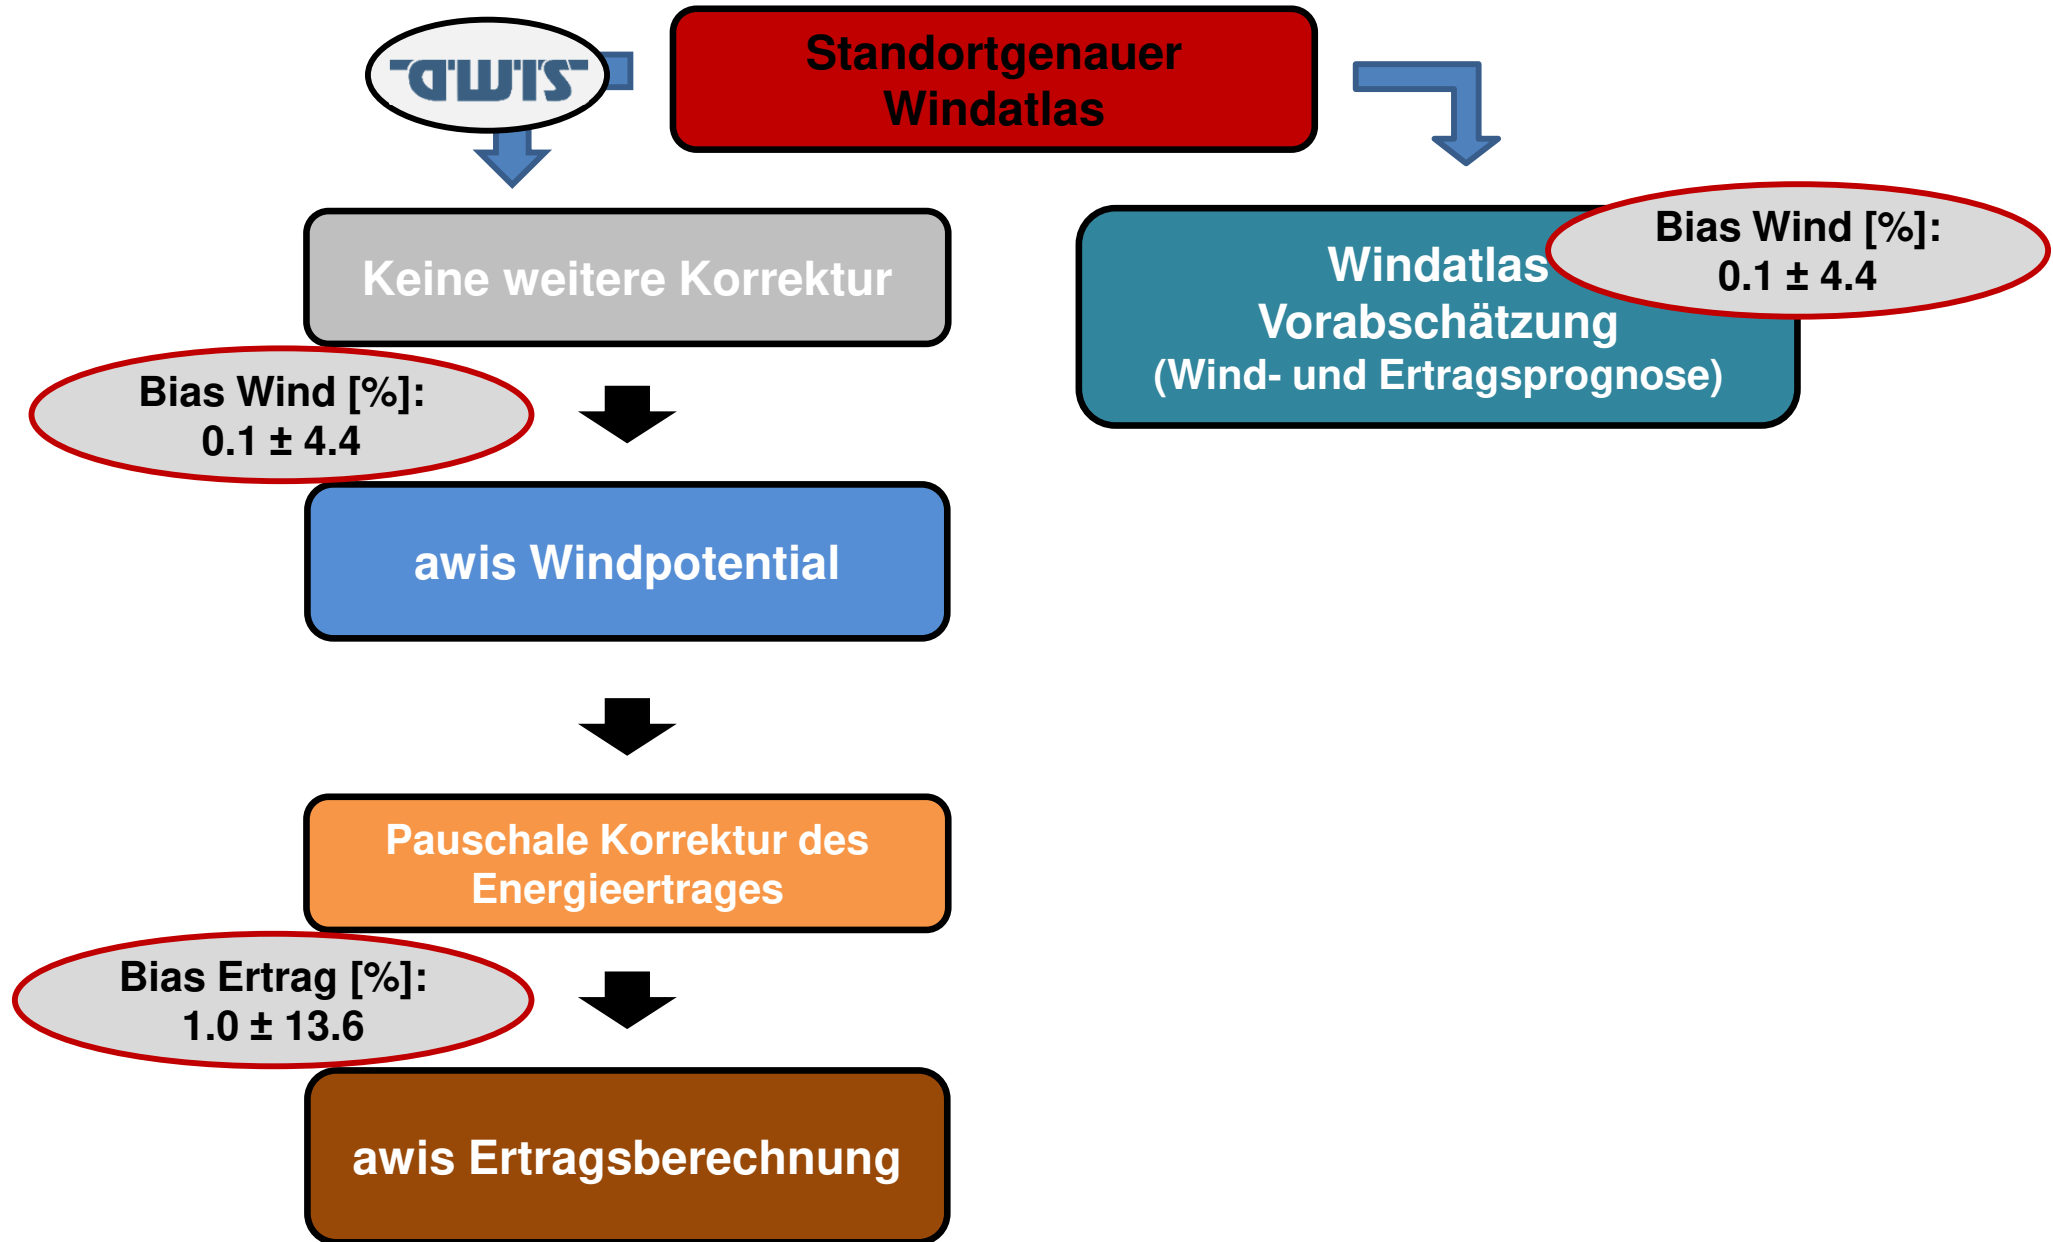 Standortgenauer
Windatlas
Keine weitere Korrektur
Bias Wind [%]:
0.1 ± 4.4
Windatlas
Vorabschätzung
(Wind- und Ertragsprognose)
Bias Wind [%]:
0.1 ± 4.4
awis Windpotential
Pauschale Korrektur des
Energieertrages
Bias Ertrag [%]:
1.0 ± 13.6
awis Ertragsberechnung